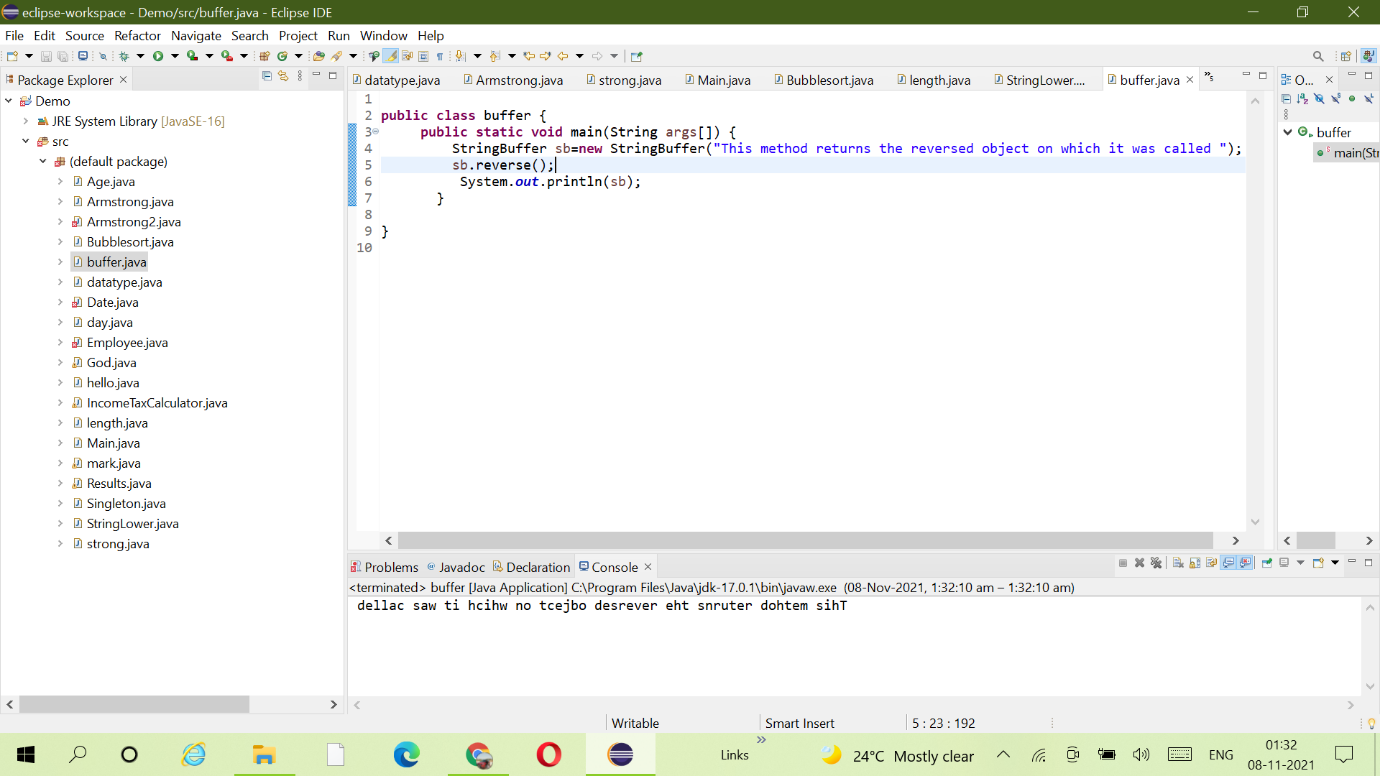 eclipse-workspace - Demo/src/buffer.java - Eclipse IDE
File Edit Source Refactor Navigate Search Project Run Window Help
Package Explorer
Demo
JRE System Library [JavaSE-16]
src
(default package)
Age.java
Armstrong.java
Armstrong2.java
Bubblesort.java
buffer.java
datatype.java
Date.java
day.java
Employee.java
God.java
hello.java
IncomeTaxCalculator.java
length.java
Main.java
mark.java
Results.java
Singleton.java
StringLower.java
strong.java
datatype.java Armstrong.java strong.java Main.java Bubblesort.java length.java StringLower.... buffer.java »5
1
2 public class buffer {
3 public static void main(String args[]) {
4 StringBuffer sb=new StringBuffer("This method returns the reversed object on which it was called ");
5 sb.reverse();
6 System.out.println(sb);
7 }
8
9 }
10
O...
buffer
main(Str
Problems Javadoc Declaration Console
<terminated> buffer [Java Application] C:\Program Files\Java\jdk-17.0.1\bin\javaw.exe (08-Nov-2021, 1:32:10 am – 1:32:10 am)
dellac saw ti hcihw no tcejbo desrever eht snruter dohtem sihT
Writable Smart Insert 5 : 23 : 192
Links » 24°C Mostly clear ENG 01:32
08-11-2021